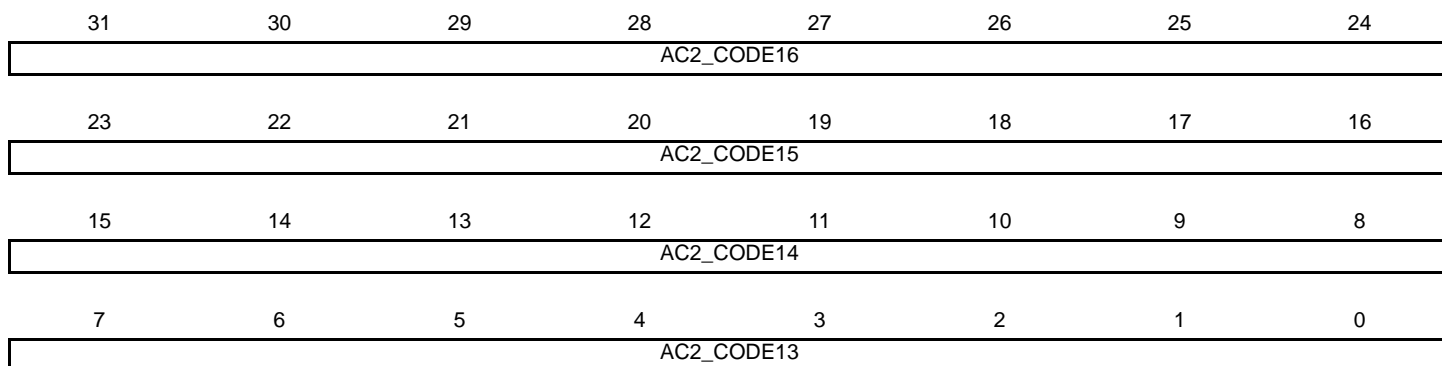 31 30 29 28 27 26 25 24
AC2_CODE16
23 22 21 20 19 18 17 16
AC2_CODE15
15 14 13 12 11 10 9 8
AC2_CODE14
7 6 5 4 3 2 1 0
AC2_CODE13